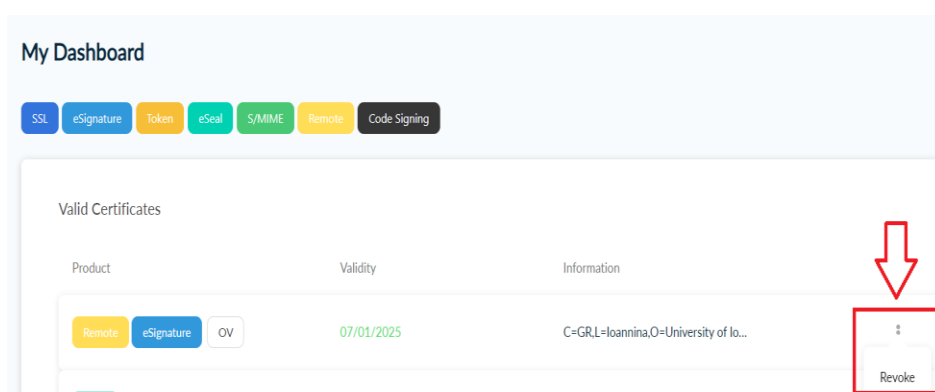 My Dashboard
SSL eSignature Token eSeal S/MIME Remote Code Signing
Valid Certificates
Product Validity Information
Remote eSignature OV 07/01/2025 C=GR,L=Ioannina,O=University of Io...
Revoke